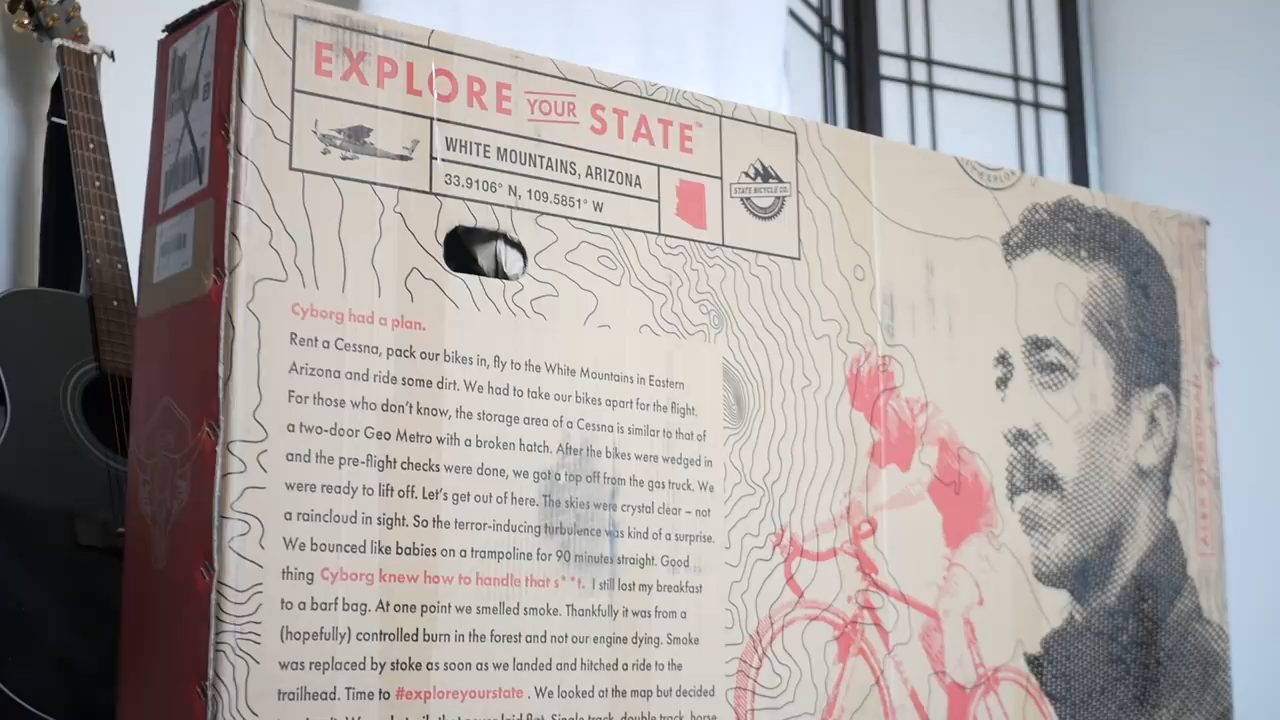 EXPLORE YOUR STATE™
WHITE MOUNTAINS, ARIZONA
33.9106° N, 109.5851° W
STATE BICYCLE CO.
Cyborg had a plan.
Rent a Cessna, pack our bikes in, fly to the White Mountains in Eastern
Arizona and ride some dirt. We had to take our bikes apart for the flight.
For those who don't know, the storage area of a Cessna is similar to that of
a two-door Geo Metro with a broken hatch. After the bikes were wedged in
and the pre-flight checks were done, we got a top off from the gas truck. We
were ready to lift off. Let's get out of here. The skies were crystal clear – not
a raincloud in sight. So the terror-inducing turbulence was kind of a surprise.
We bounced like babies on a trampoline for 90 minutes straight. Good
thing Cyborg knew how to handle that s**t. I still lost my breakfast
to a barf bag. At one point we smelled smoke. Thankfully it was from a
(hopefully) controlled burn in the forest and not our engine dying. Smoke
was replaced by stoke as soon as we landed and hitched a ride to the
trailhead. Time to #exploreyourstate . We looked at the map but decided
Single track, double track, horse